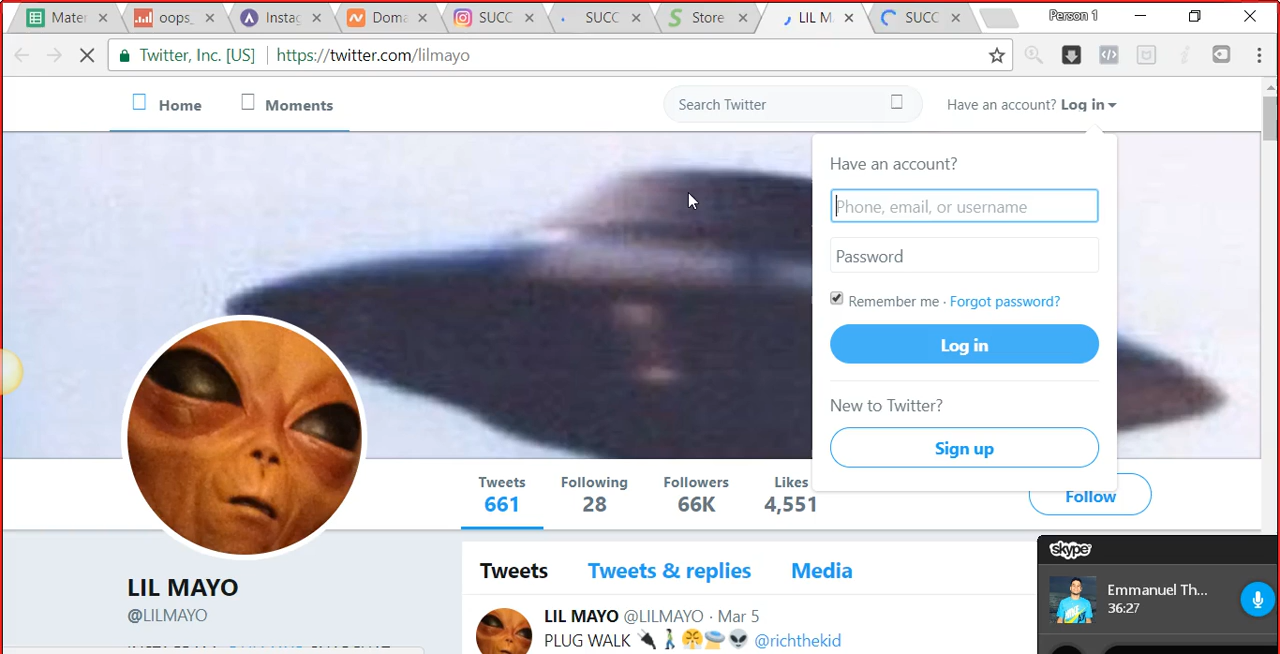 Mater
oops_
Instag
Doma
SUCC
SUCC
Store
LIL M
SUCC
Person 1
Twitter, Inc. [US]
https://twitter.com/lilmayo
Home
Moments
Search Twitter
Have an account? Log in
Have an account?
Phone, email, or username
Password
Remember me · Forgot password?
Log in
New to Twitter?
Sign up
Tweets Following Followers Likes
661 28 66K 4,551
Follow
LIL MAYO
@LILMAYO
Tweets Tweets & replies Media
LIL MAYO @LILMAYO · Mar 5
PLUG WALK 🔌🚶😤🛸👽 @richthekid
skype
Emmanuel Th...
36:27